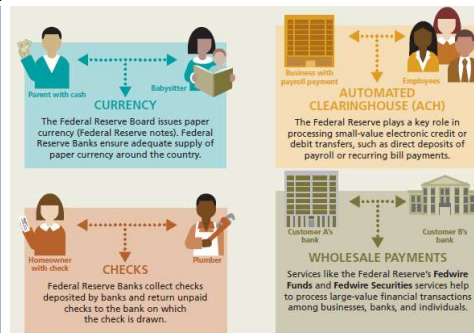 Parent with cash
Babysitter
CURRENCY
The Federal Reserve Board issues paper
currency (Federal Reserve notes). Federal
Reserve Banks ensure adequate supply of
paper currency around the country.
Business with
payroll payment
Employees
AUTOMATED
CLEARINGHOUSE (ACH)
The Federal Reserve plays a key role in
processing small-value electronic credit or
debit transfers, such as direct deposits of
payroll or recurring bill payments.
Homeowner
with check
Plumber
CHECKS
Federal Reserve Banks collect checks
deposited by banks and return unpaid
checks to the bank on which
the check is drawn.
Customer A's
bank
Customer B's
bank
WHOLESALE PAYMENTS
Services like the Federal Reserve's Fedwire
Funds and Fedwire Securities services help
to process large-value financial transactions
among businesses, banks, and individuals.